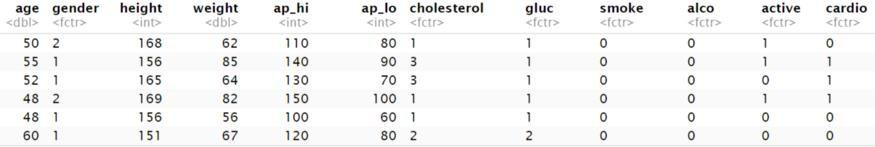 age gender height weight ap_hi ap_lo cholesterol gluc smoke alco active cardio
<dbl> <fctr> <int> <dbl> <int> <int> <fctr> <fctr> <fctr> <fctr> <fctr> <fctr>
50 2 168 62 110 80 1 1 0 0 1 0
55 1 156 85 140 90 3 1 0 0 1 1
52 1 165 64 130 70 3 1 0 0 0 1
48 2 169 82 150 100 1 1 0 0 1 1
48 1 156 56 100 60 1 1 0 0 0 0
60 1 151 67 120 80 2 2 0 0 0 0